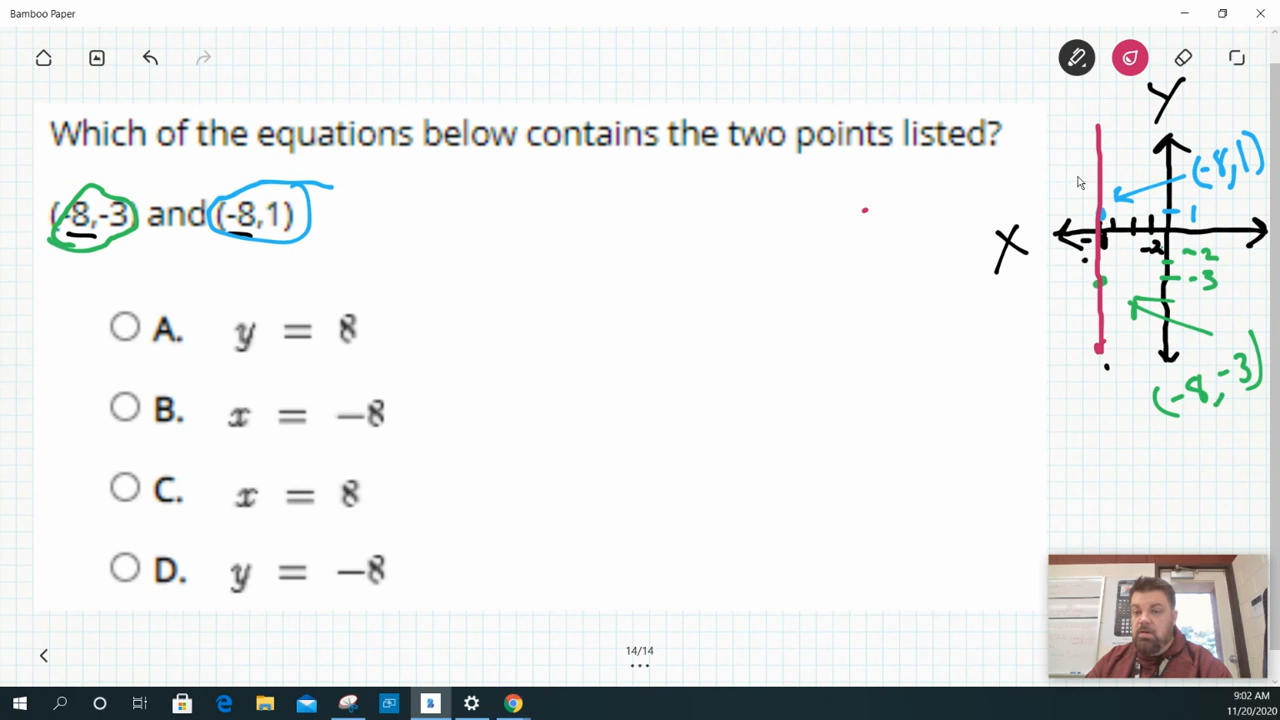 Bamboo Paper
Which of the equations below contains the two points listed?
(-8,-3) and (-8,1)
A. y = 8
B. x = -8
C. x = 8
D. y = -8
Y
(-8,1)
1
X
-2
-2
-3
(-8,-3)
14/14
9:02 AM
11/20/2020